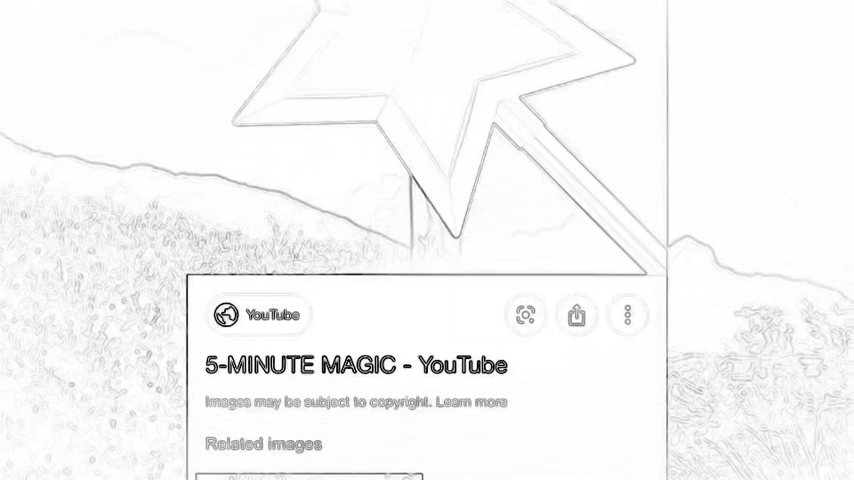 YouTube
5-MINUTE MAGIC - YouTube
Images may be subject to copyright. Learn more
Related images